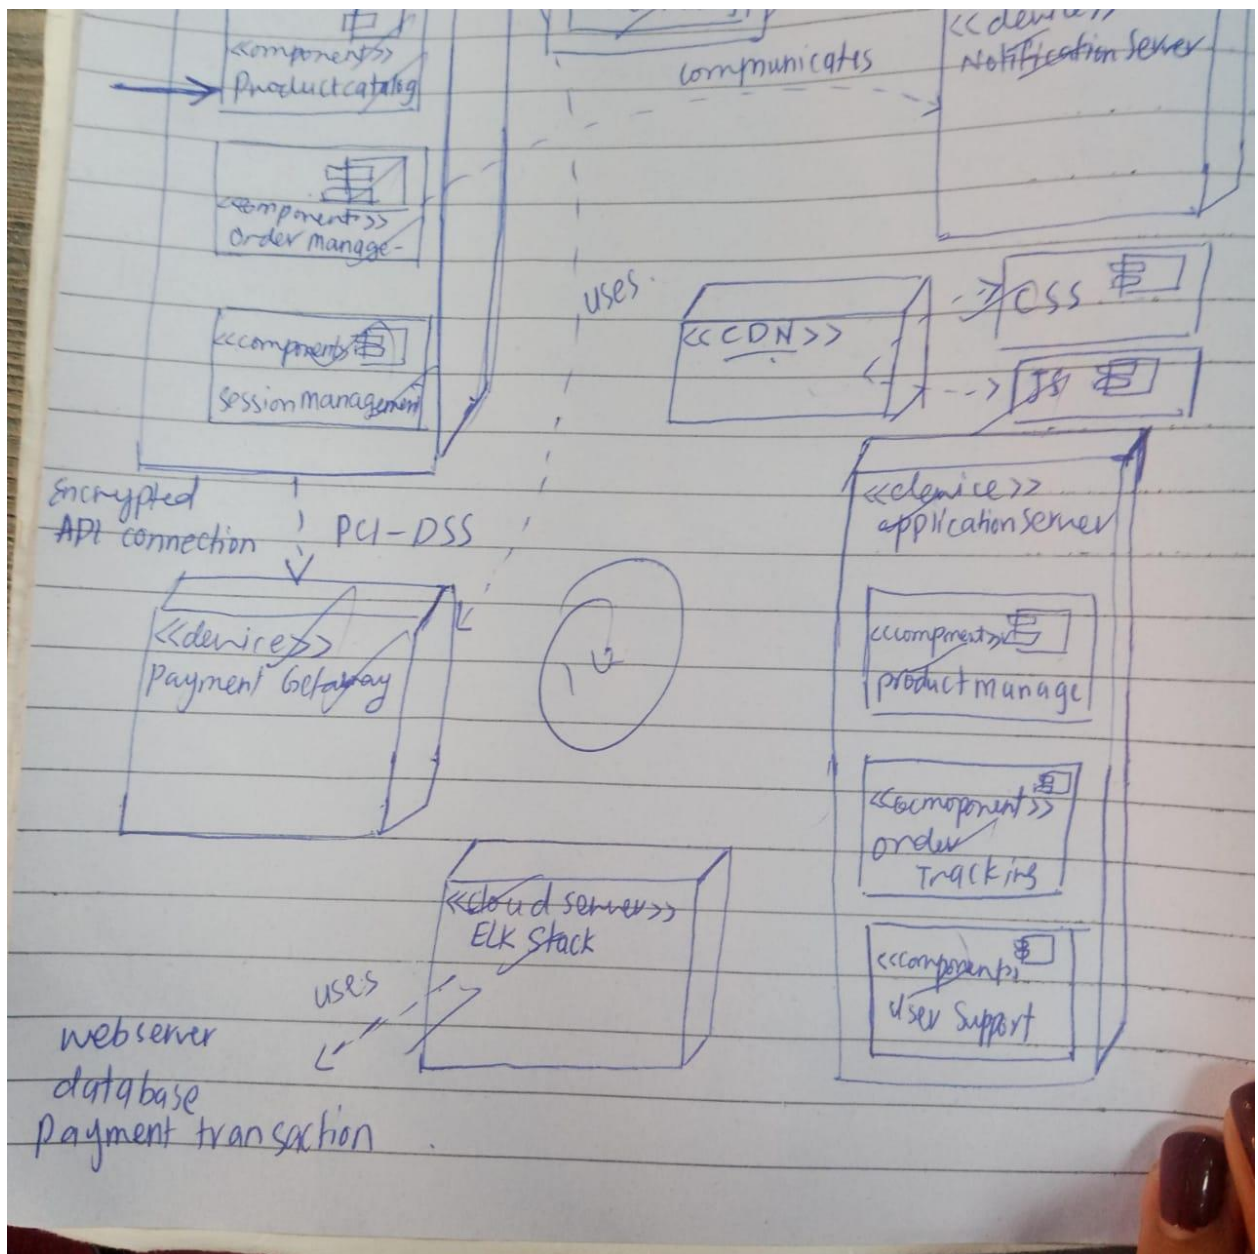 <<component>>
Productcatalog
communicates
<<device>>
Notification Server
<<component>>
Order manage-
<<component>>
session management
uses.
<<CDN>>
CSS
JS
Encrypted
API connection
PCI-DSS
<<device>>
Payment Getaway
<<device>>
application Server
<<component>>
product manage
<<ocmoponent>>
order
Tracking
<<component>>
User Support
<<cloud server>>
ELK Stack
uses
webserver
database
Payment transaction